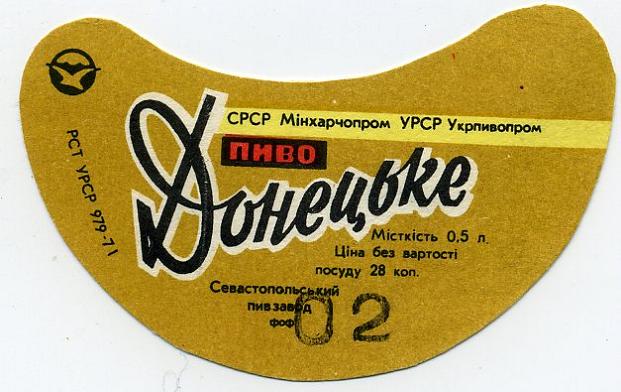 СРСР Мінхарчопром УРСР Укрпивопром
ПИВО
Донецьке
РСТ УРСР 979-71
Місткість 0,5 л.
Ціна без вартості
посуду 28 коп.
Севастопольський
пивзавод
фоф
02